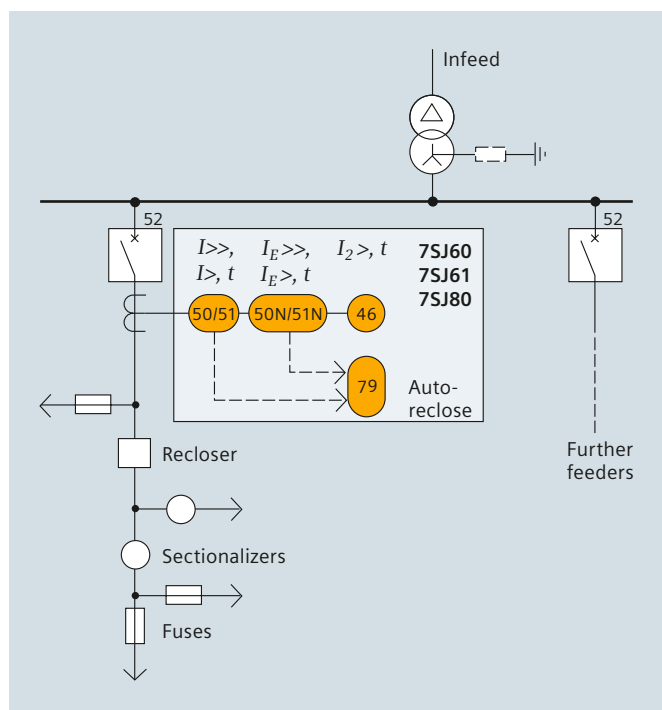 Infeed
52
52
I>>, I_E>>, I_2>, t 7SJ60
I>, t I_E>, t 7SJ61
7SJ80
50/51 50N/51N 46
79
Auto-
reclose
Recloser
Further
feeders
Sectionalizers
Fuses